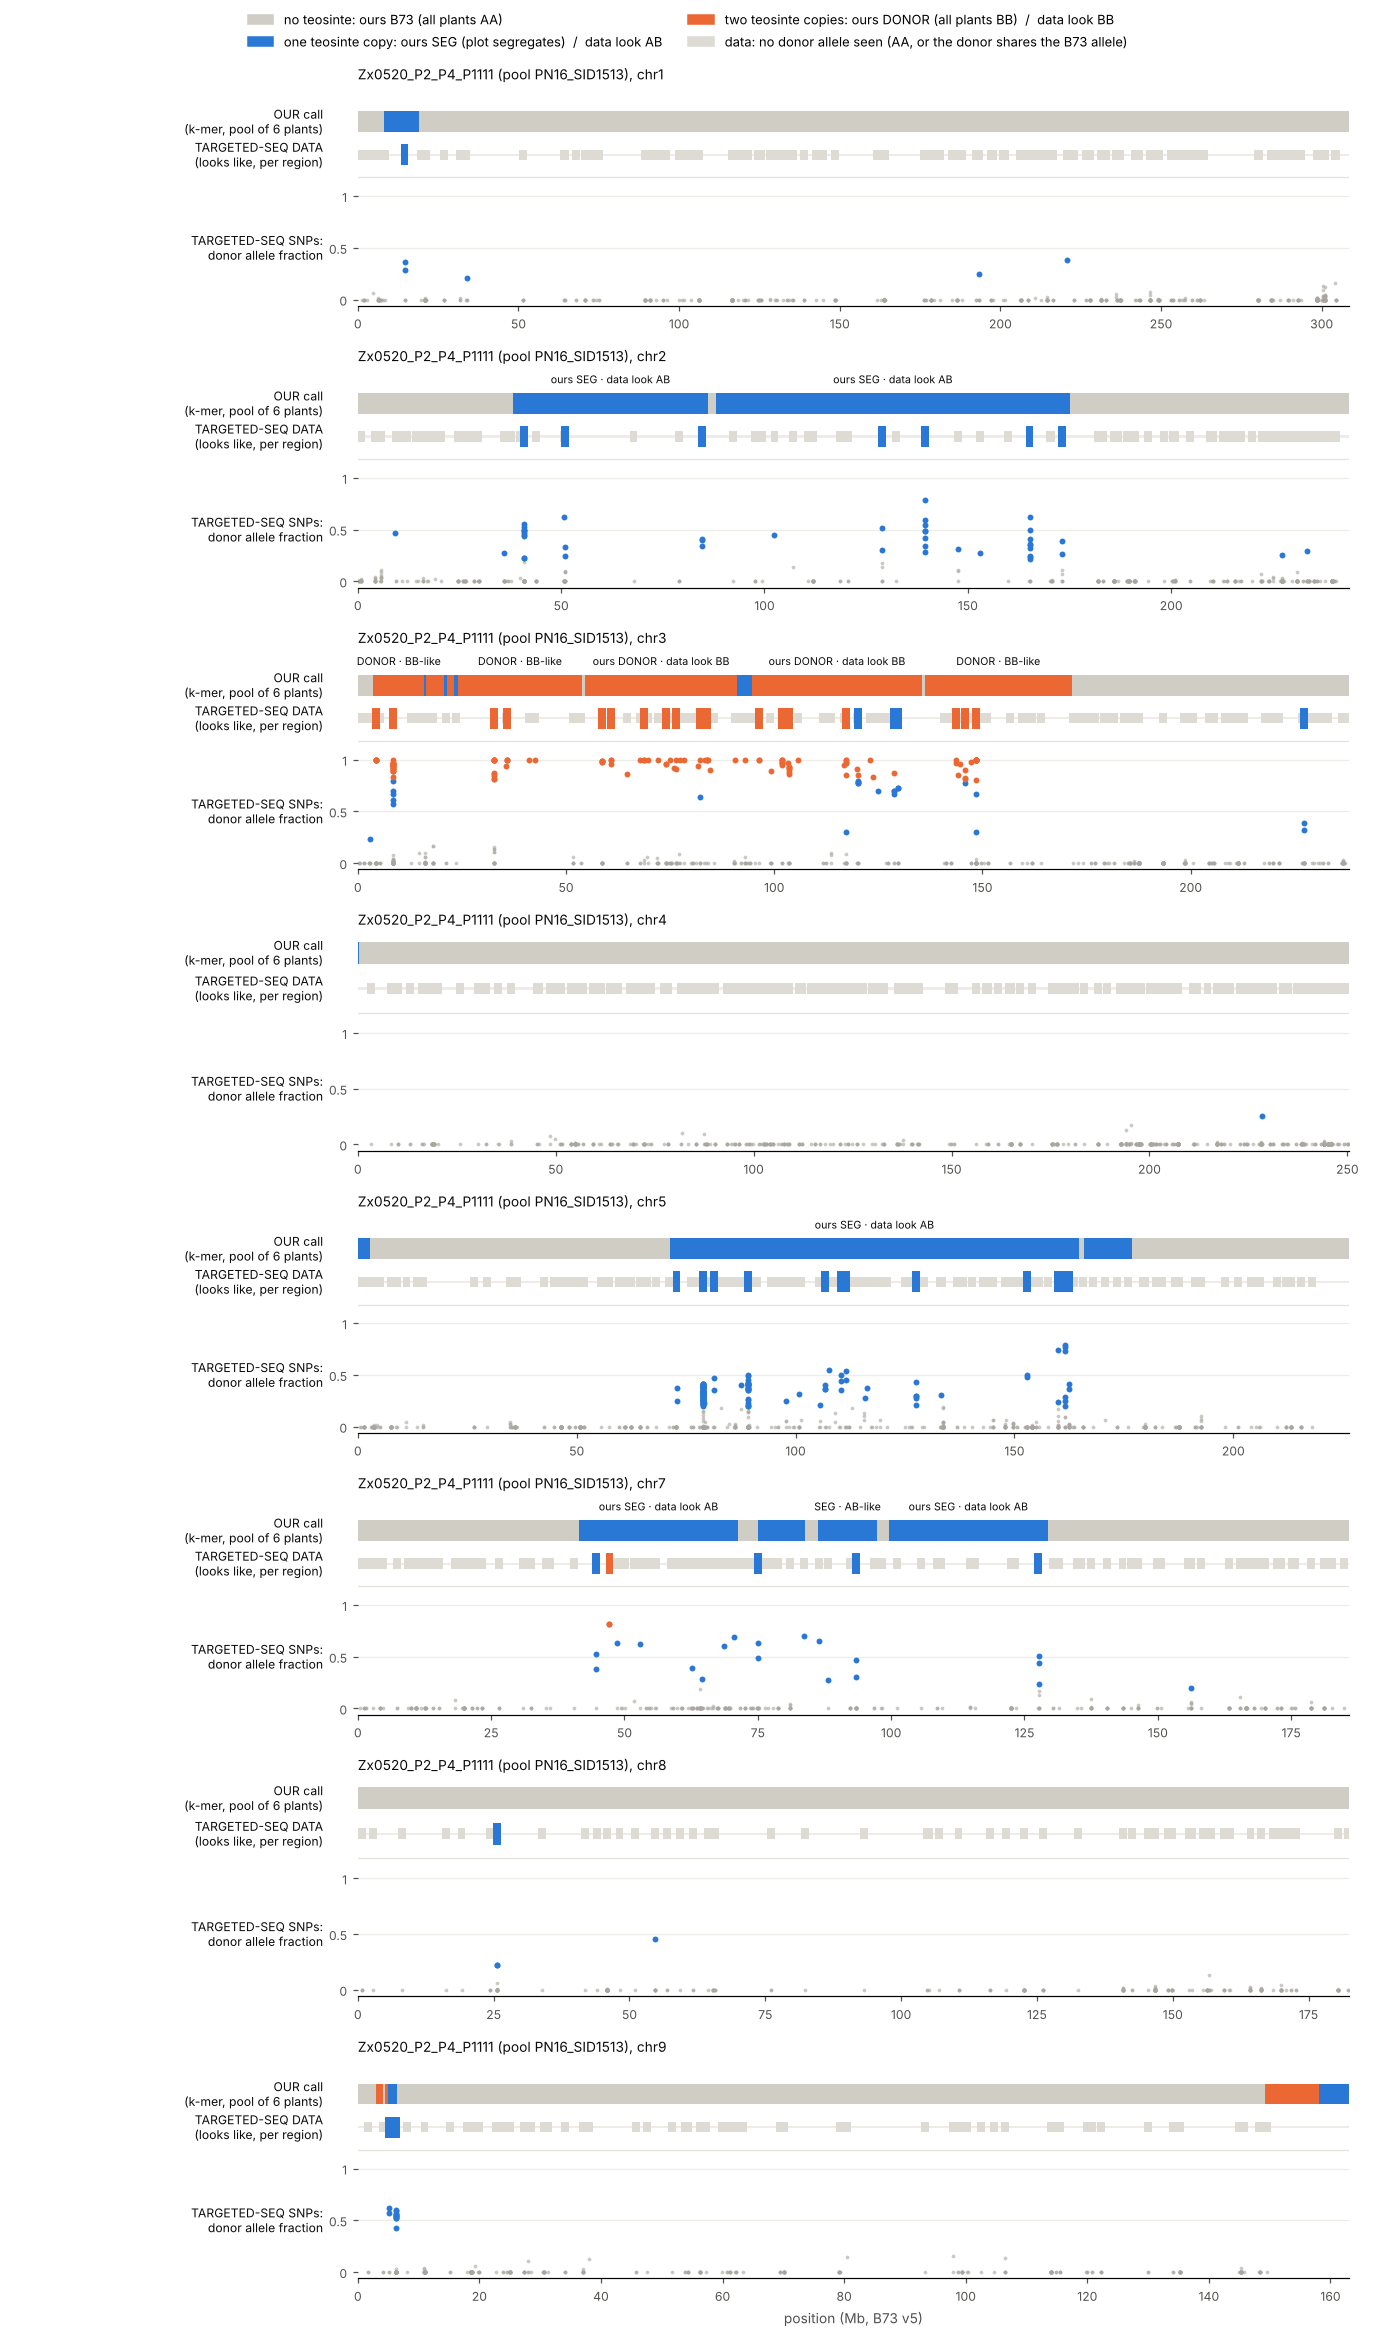 no teosinte: ours B73 (all plants AA)
two teosinte copies: ours DONOR (all plants BB)  /  data look BB
one teosinte copy: ours SEG (plot segregates)  /  data look AB
data: no donor allele seen (AA, or the donor shares the B73 allele)
Zx0520_P2_P4_P1111 (pool PN16_SID1513), chr1
OUR call
(k-mer, pool of 6 plants)
TARGETED-SEQ DATA
(looks like, per region)
1
TARGETED-SEQ SNPs:
donor allele fraction
0.5
0
0 50 100 150 200 250 300
Zx0520_P2_P4_P1111 (pool PN16_SID1513), chr2
ours SEG · data look AB ours SEG · data look AB
OUR call
(k-mer, pool of 6 plants)
TARGETED-SEQ DATA
(looks like, per region)
1
TARGETED-SEQ SNPs:
donor allele fraction
0.5
0
0 50 100 150 200
Zx0520_P2_P4_P1111 (pool PN16_SID1513), chr3
DONOR · BB-like DONOR · BB-like ours DONOR · data look BB ours DONOR · data look BB DONOR · BB-like
OUR call
(k-mer, pool of 6 plants)
TARGETED-SEQ DATA
(looks like, per region)
1
TARGETED-SEQ SNPs:
donor allele fraction
0.5
0
0 50 100 150 200
Zx0520_P2_P4_P1111 (pool PN16_SID1513), chr4
OUR call
(k-mer, pool of 6 plants)
TARGETED-SEQ DATA
(looks like, per region)
1
TARGETED-SEQ SNPs:
donor allele fraction
0.5
0
0 50 100 150 200 250
Zx0520_P2_P4_P1111 (pool PN16_SID1513), chr5
ours SEG · data look AB
OUR call
(k-mer, pool of 6 plants)
TARGETED-SEQ DATA
(looks like, per region)
1
TARGETED-SEQ SNPs:
donor allele fraction
0.5
0
0 50 100 150 200
Zx0520_P2_P4_P1111 (pool PN16_SID1513), chr7
ours SEG · data look AB SEG · AB-like ours SEG · data look AB
OUR call
(k-mer, pool of 6 plants)
TARGETED-SEQ DATA
(looks like, per region)
1
TARGETED-SEQ SNPs:
donor allele fraction
0.5
0
0 25 50 75 100 125 150 175
Zx0520_P2_P4_P1111 (pool PN16_SID1513), chr8
OUR call
(k-mer, pool of 6 plants)
TARGETED-SEQ DATA
(looks like, per region)
1
TARGETED-SEQ SNPs:
donor allele fraction
0.5
0
0 25 50 75 100 125 150 175
Zx0520_P2_P4_P1111 (pool PN16_SID1513), chr9
OUR call
(k-mer, pool of 6 plants)
TARGETED-SEQ DATA
(looks like, per region)
1
TARGETED-SEQ SNPs:
donor allele fraction
0.5
0
0 20 40 60 80 100 120 140 160
position (Mb, B73 v5)